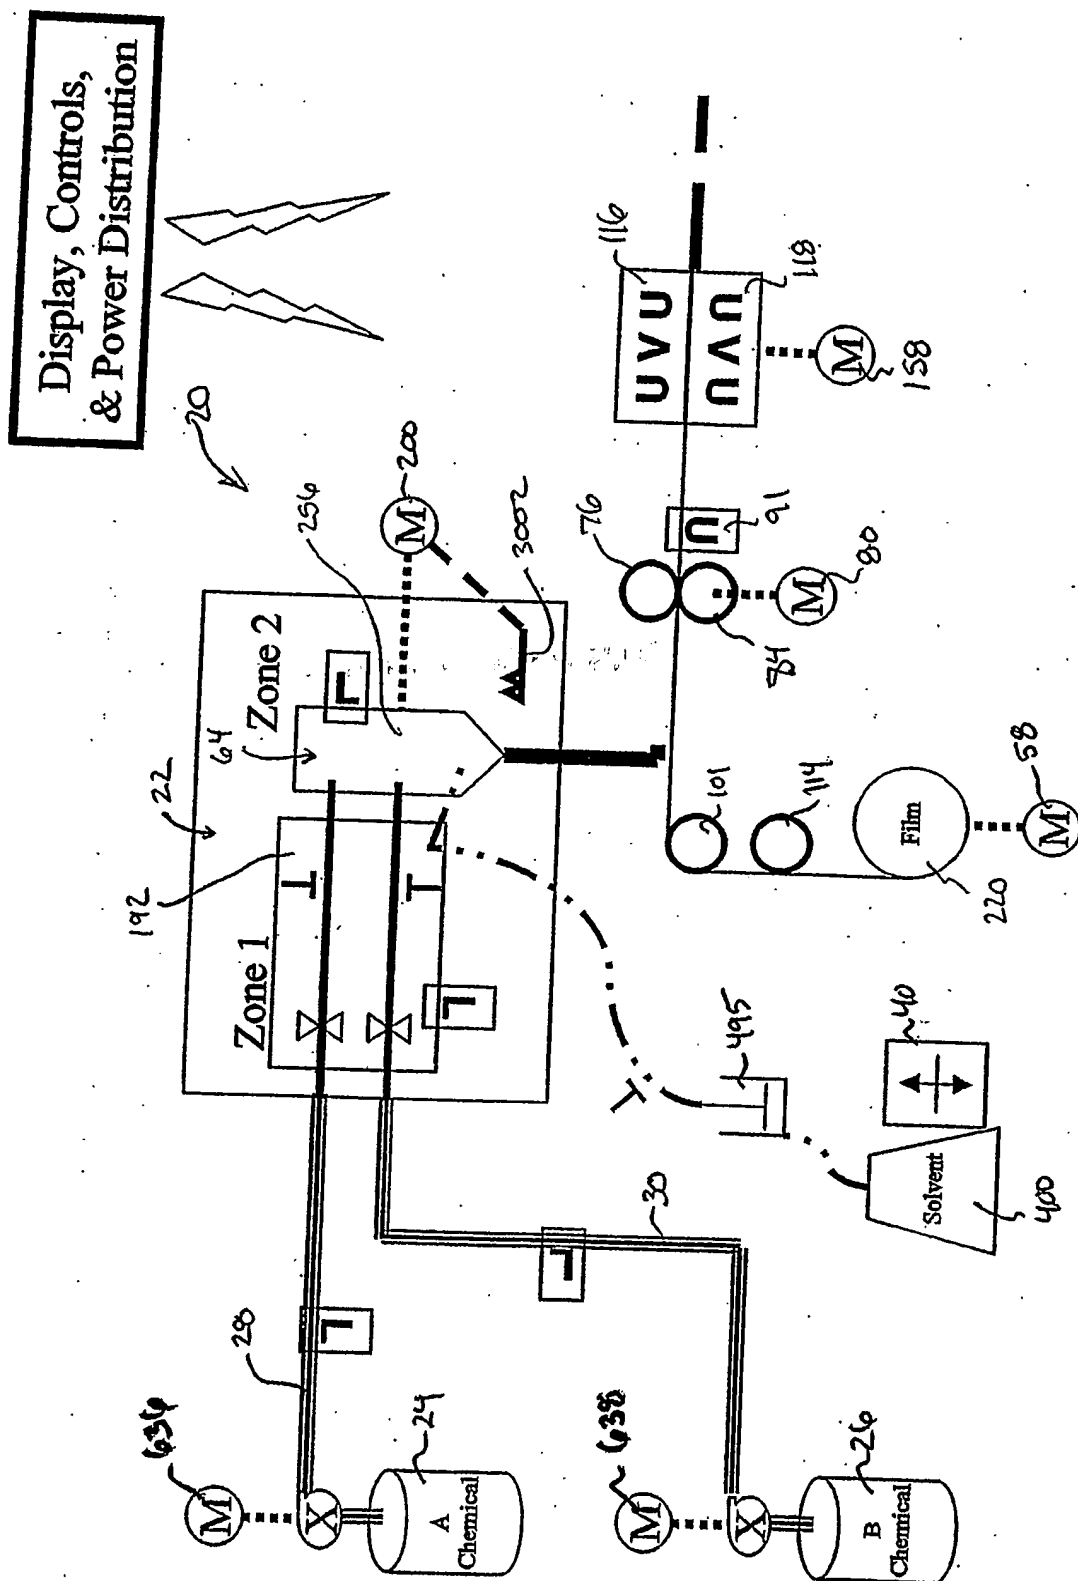 Display, Controls,
& Power Distribution
20
22
64
Zone 2
256
M
200
3002
192
Zone 1
T
T
L
L
76
84
M
80
U
91
116
U V U
U V U
118
M
158
101
114
Film
220
M
58
T
495
40
Solvent
400
28
L
30
L
636
M
X
24
A
Chemical
638
M
X
26
B
Chemical